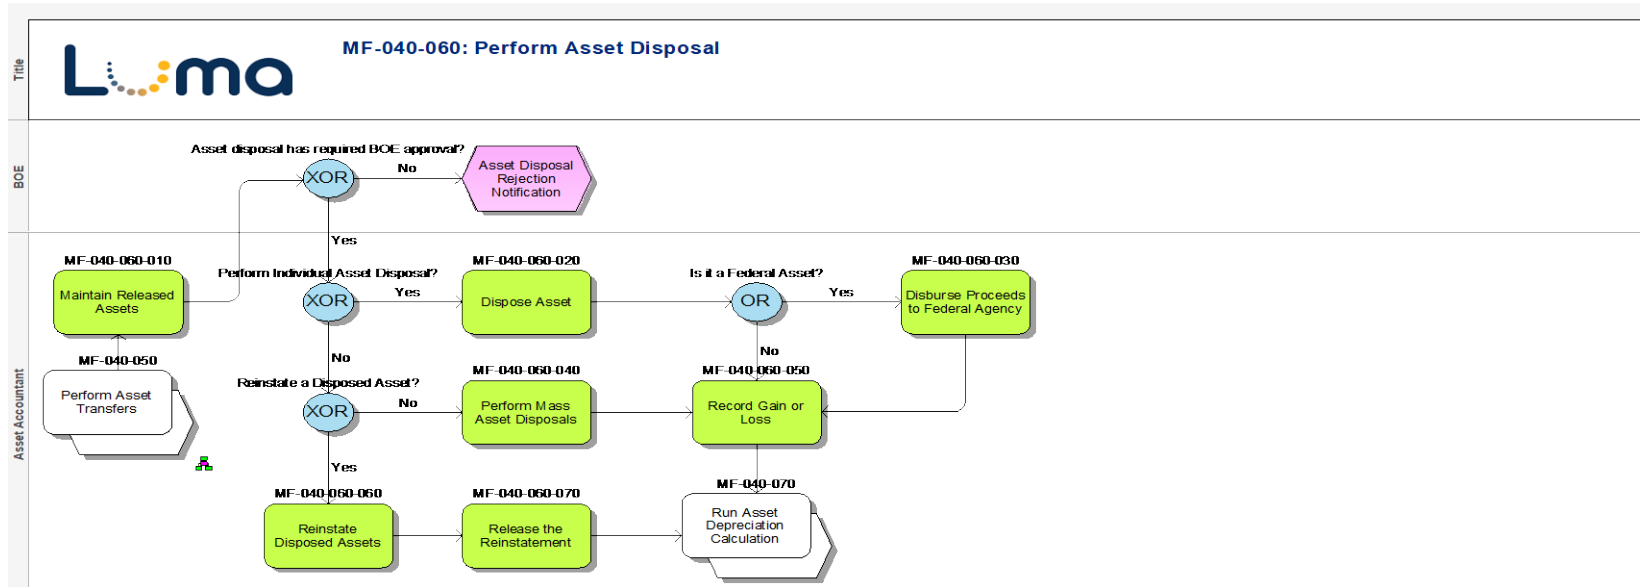 Title
Luma
MF-040-060: Perform Asset Disposal
BOE
Asset disposal has required BOE approval?
XOR
No
Asset Disposal
Rejection
Notification
Yes
Asset Accountant
MF-040-060-010
Maintain Released
Assets
MF-040-050
Perform Asset
Transfers
Perform Individual Asset Disposal?
XOR
Yes
MF-040-060-020
Dispose Asset
Is it a Federal Asset?
OR
Yes
MF-040-060-030
Disburse Proceeds
to Federal Agency
No
No
Reinstate a Disposed Asset?
XOR
No
MF-040-060-040
Perform Mass
Asset Disposals
MF-040-060-050
Record Gain or
Loss
Yes
MF-040-060-060
Reinstate
Disposed Assets
MF-040-060-070
Release the
Reinstatement
MF-040-070
Run Asset
Depreciation
Calculation